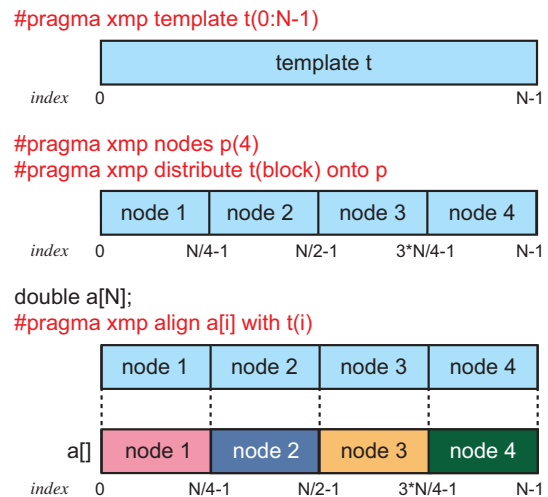 #pragma xmp template t(0:N-1)
template t
index 0 N-1
#pragma xmp nodes p(4)
#pragma xmp distribute t(block) onto p
node 1 node 2 node 3 node 4
index 0 N/4-1 N/2-1 3*N/4-1 N-1
double a[N];
#pragma xmp align a[i] with t(i)
node 1 node 2 node 3 node 4
a[] node 1 node 2 node 3 node 4
index 0 N/4-1 N/2-1 3*N/4-1 N-1